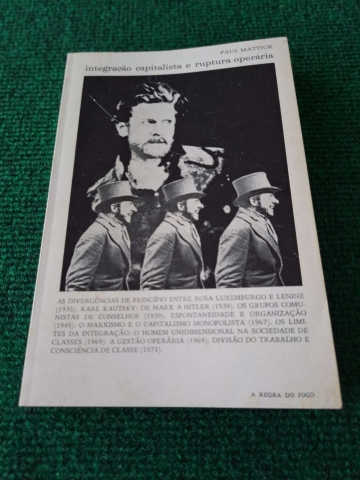 PAUL MATTICK
integração capitalista e ruptura operária
AS DIVERGÊNCIAS DE PRINCÍPIO ENTRE ROSA LUXEMBURGO E LENINE
(1935). KARL KAUTSKY: DE MARX A HITLER (1939). OS GRUPOS COMU-
NISTAS DE CONSELHOS (1939). ESPONTANEIDADE E ORGANIZAÇÃO
(1949). O MARXISMO E O CAPITALISMO MONOPOLISTA (1967). OS LIMI-
TES DA INTEGRAÇÃO: O HOMEM UNIDIMENSIONAL NA SOCIEDADE DE
CLASSES (1969). A GESTÃO OPERÁRIA (1969). DIVISÃO DO TRABALHO E
CONSCIÊNCIA DE CLASSE (1971).
A REGRA DO JOGO